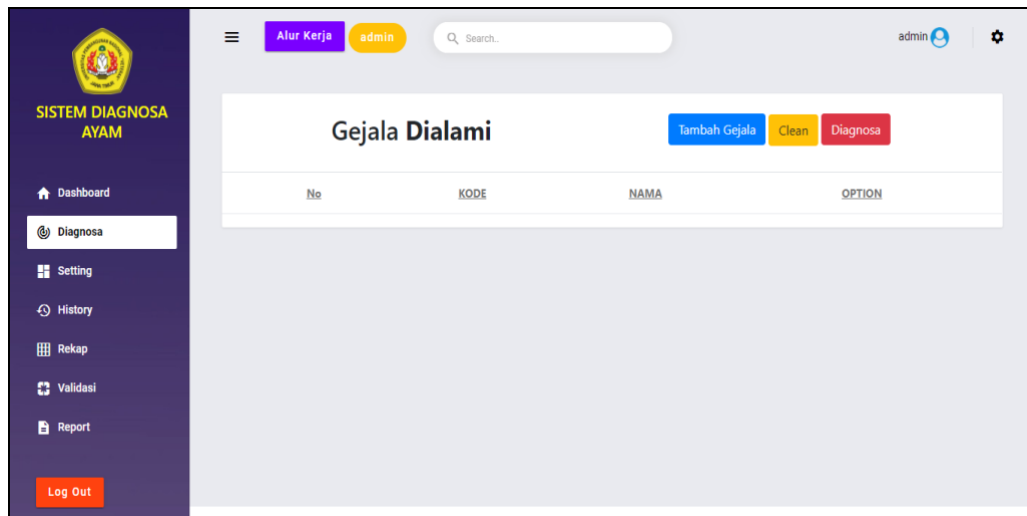 SISTEM DIAGNOSA
AYAM
Dashboard
Diagnosa
Setting
History
Rekap
Validasi
Report
Log Out
Alur Kerja admin Search.. admin
Gejala Dialami Tambah Gejala Clean Diagnosa
No KODE NAMA OPTION